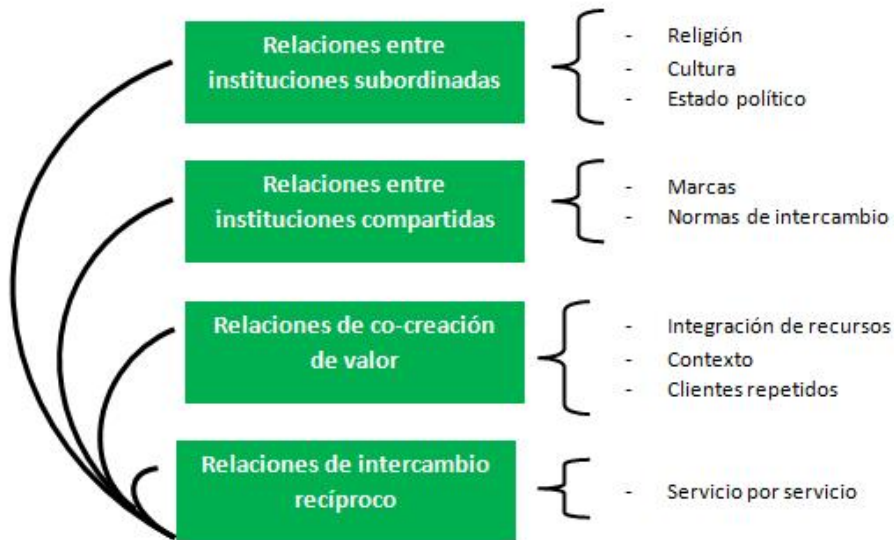 Relaciones entre
instituciones subordinadas
- Religión
- Cultura
- Estado político
Relaciones entre
instituciones compartidas
- Marcas
- Normas de intercambio
Relaciones de co-creación
de valor
- Integración de recursos
- Contexto
- Clientes repetidos
Relaciones de intercambio
recíproco
- Servicio por servicio